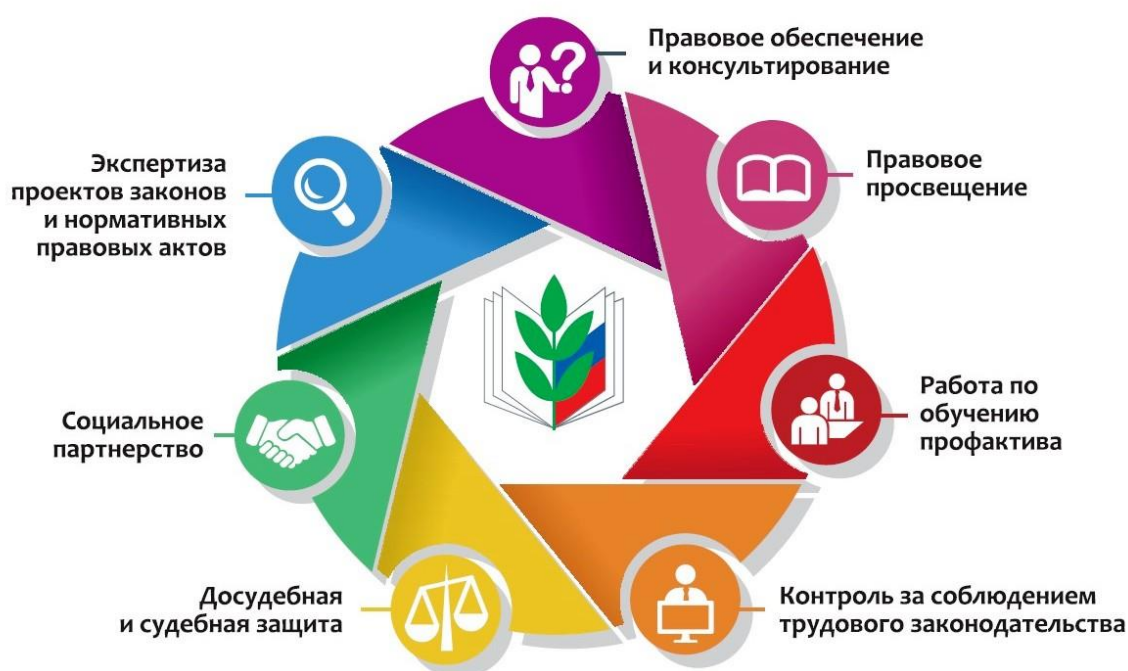 Правовое обеспечение
и консультирование
Правовое
просвещение
Работа по
обучению
профактива
Контроль за соблюдением
трудового законодательства
Досудебная
и судебная защита
Социальное
партнерство
Экспертиза
проектов законов
и нормативных
правовых актов